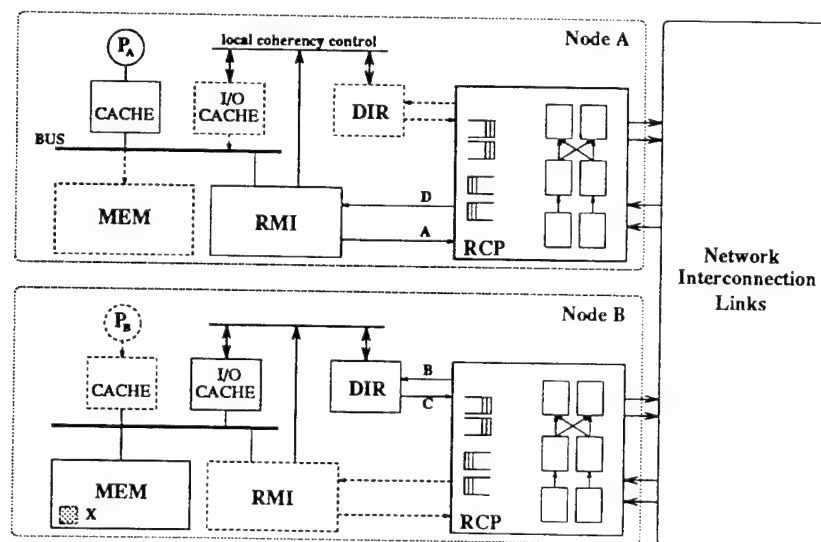 Node A
local coherency control
P_A
CACHE
I/O
CACHE
DIR
BUS
MEM
RMI
D
A
RCP
Network
Interconnection
Links
Node B
P_B
CACHE
I/O
CACHE
DIR
B
C
MEM
X
RMI
RCP